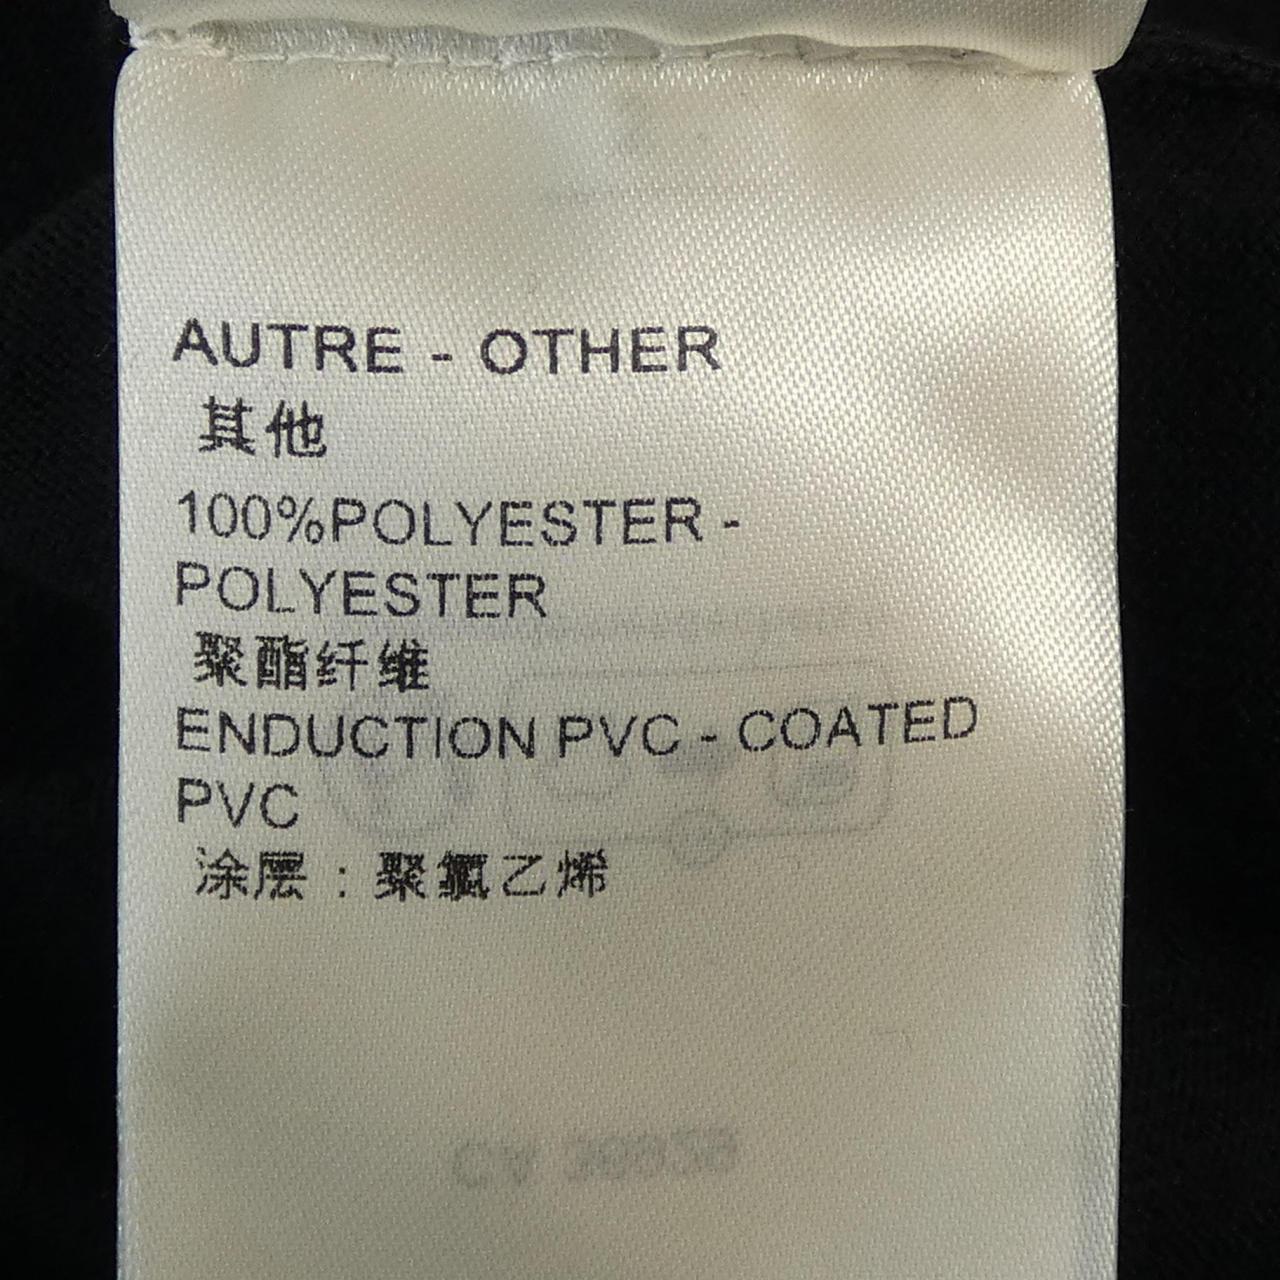 AUTRE - OTHER
其他
100%POLYESTER -
POLYESTER
聚酯纤维
ENDUCTION PVC - COATED
PVC
涂层：聚氯乙烯